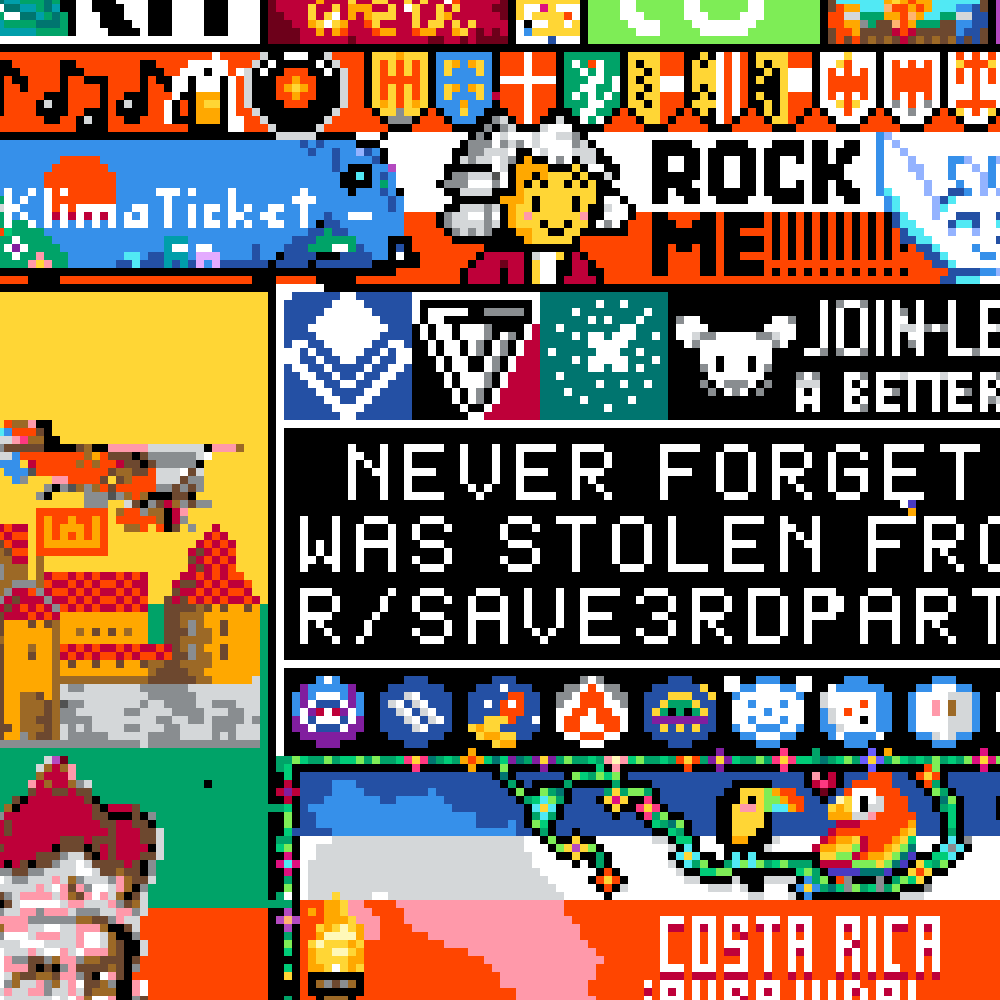 KlimaTicket
ROCK
ME!!!!!!!!!!!
JOIN-LE
A BETTER
NEVER FORGET
WAS STOLEN FRO
R/SAVE3RDPART
COSTA RICA